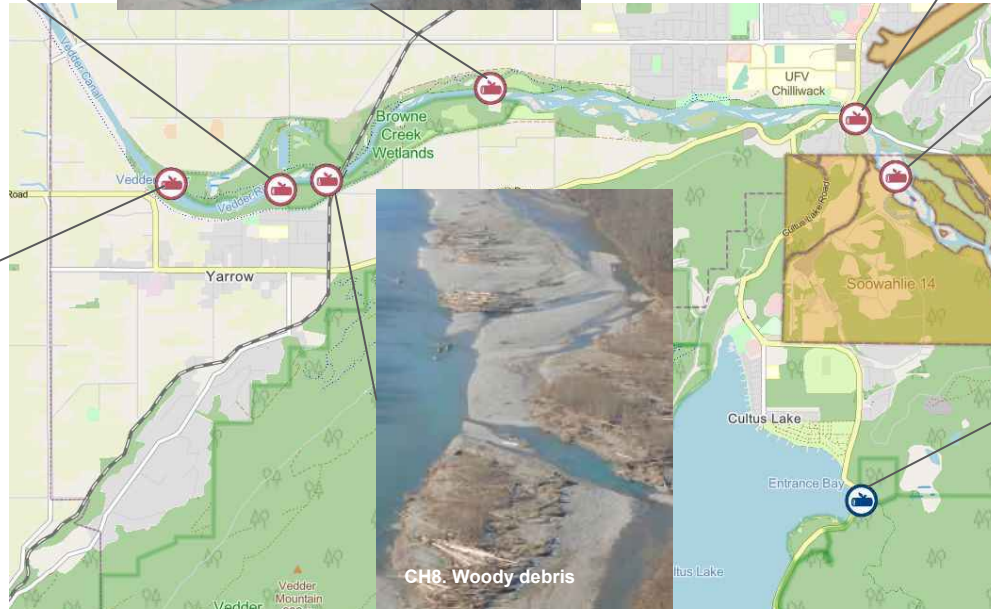 Vedder Canal
UFV
Chilliwack
Browne
Creek
Wetlands
Vedder
Road
Cultus Lake Road
Yarrow
Soowahlie 14
Cultus Lake
Entrance Bay
CH8. Woody debris
ltus Lake
Vedder
Mountain
Vedder